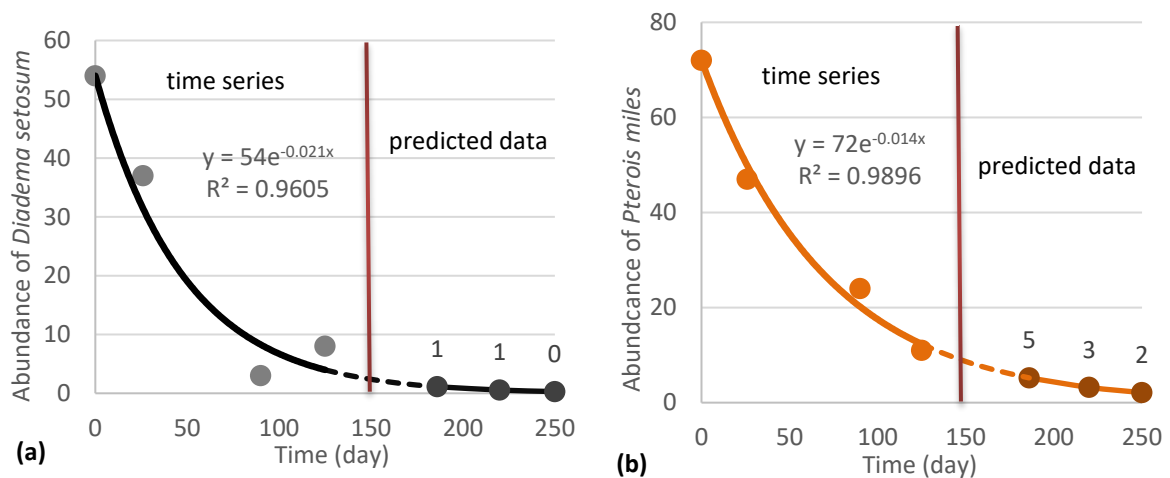 Abundance of Diadema setosum
60
50
40
30
20
10
0
time series
predicted data
y = 54e^-0.021x
R² = 0.9605
1
1
0
0
50
100
150
200
250
Time (day)
(a)
Abundcance of Pterois miles
80
60
40
20
0
time series
predicted data
y = 72e^-0.014x
R² = 0.9896
5
3
2
0
50
100
150
200
250
Time (day)
(b)